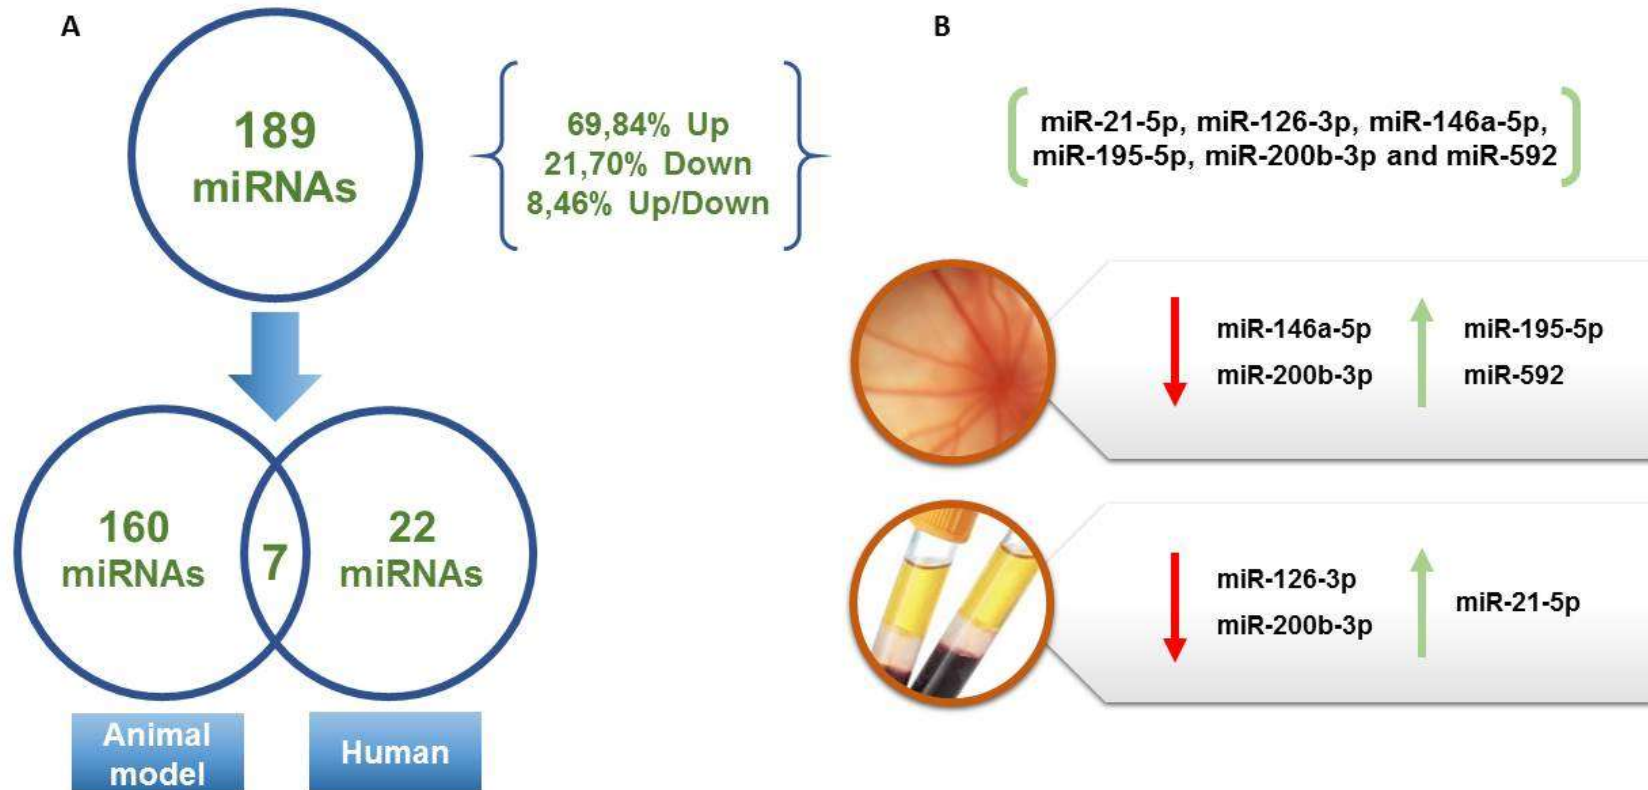 A
189
miRNAs
69,84% Up
21,70% Down
8,46% Up/Down
160
miRNAs
7
22
miRNAs
Animal
model
Human
B
miR-21-5p, miR-126-3p, miR-146a-5p,
miR-195-5p, miR-200b-3p and miR-592
miR-146a-5p
miR-200b-3p
miR-195-5p
miR-592
miR-126-3p
miR-200b-3p
miR-21-5p